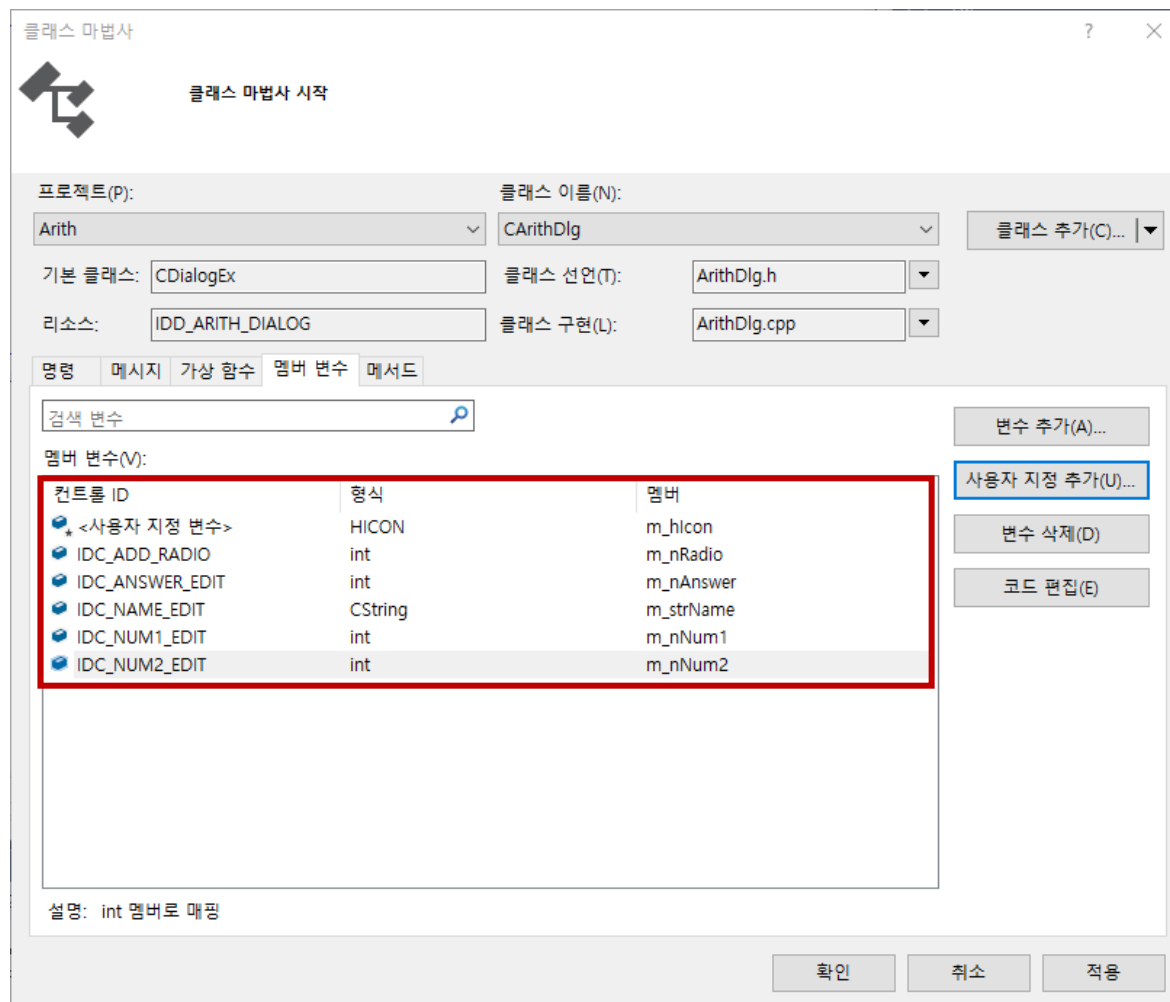 클래스 마법사
클래스 마법사 시작
프로젝트(P): 클래스 이름(N):
Arith CArithDlg 클래스 추가(C)...
기본 클래스: CDialogEx 클래스 선언(T): ArithDlg.h
리소스: IDD_ARITH_DIALOG 클래스 구현(L): ArithDlg.cpp
명령 메시지 가상 함수 멤버 변수 메서드
검색 변수
변수 추가(A)...
멤버 변수(V):
사용자 지정 추가(U)...
컨트롤 ID 형식 멤버
<사용자 지정 변수> HICON m_hIcon
변수 삭제(D)
IDC_ADD_RADIO int m_nRadio
IDC_ANSWER_EDIT int m_nAnswer
코드 편집(E)
IDC_NAME_EDIT CString m_strName
IDC_NUM1_EDIT int m_nNum1
IDC_NUM2_EDIT int m_nNum2
설명: int 멤버로 매핑
확인 취소 적용